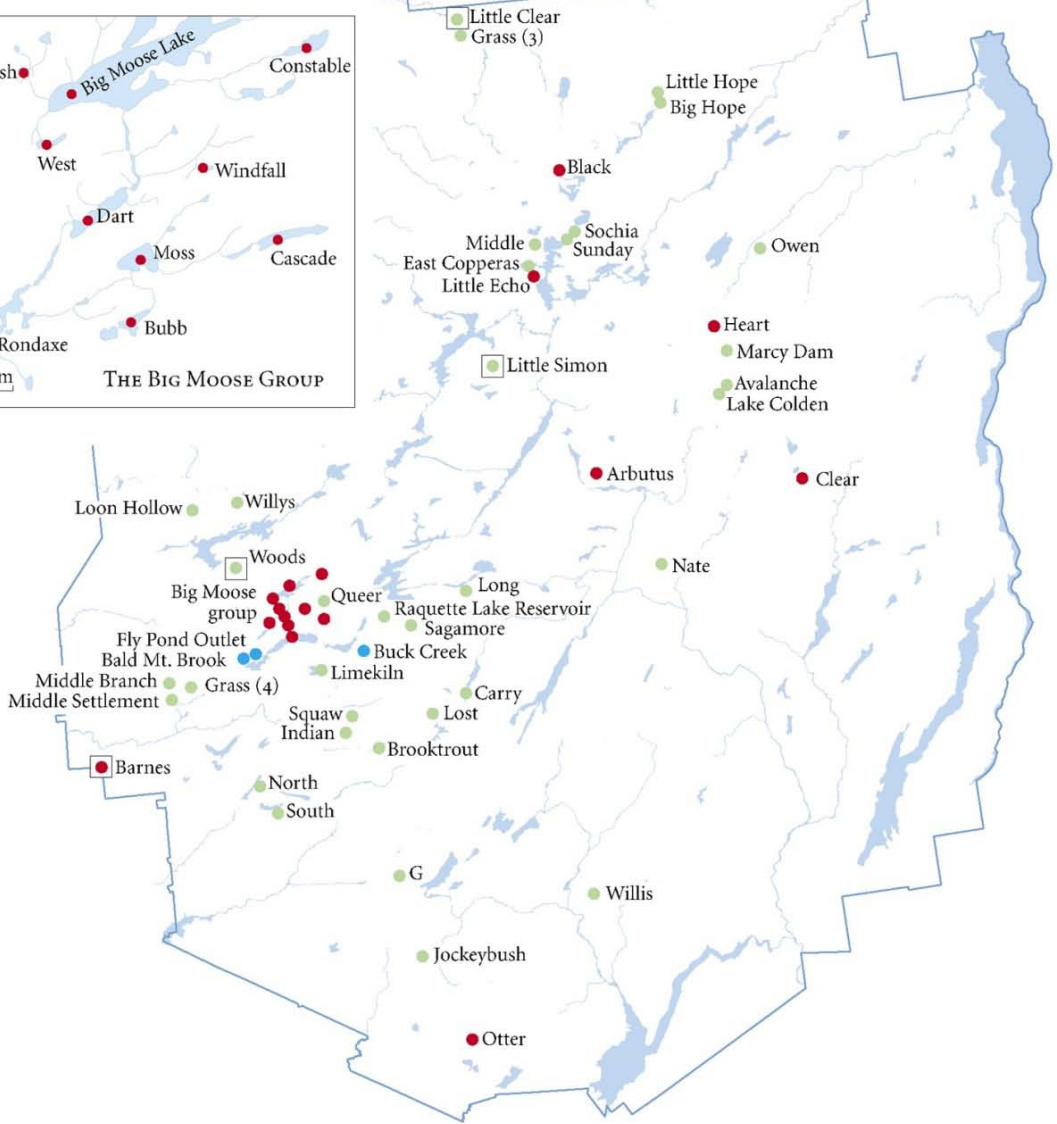 Little Clear
Grass (3)
Big Moose Lake
Constable
West
Windfall
Dart
Moss
Cascade
Bubb
Rondaxe
THE BIG MOOSE GROUP
Little Hope
Big Hope
Black
Sochia
Middle
Sunday
East Copperas
Little Echo
Owen
Heart
Marcy Dam
Little Simon
Avalanche
Lake Colden
Arbutus
Clear
Loon Hollow
Willys
Woods
Nate
Big Moose
group
Queer
Long
Raquette Lake Reservoir
Sagamore
Fly Pond Outlet
Bald Mt. Brook
Buck Creek
Limekiln
Middle Branch
Grass (4)
Middle Settlement
Carry
Squaw
Lost
Indian
Brooktrout
Barnes
North
South
G
Willis
Jockeybush
Otter